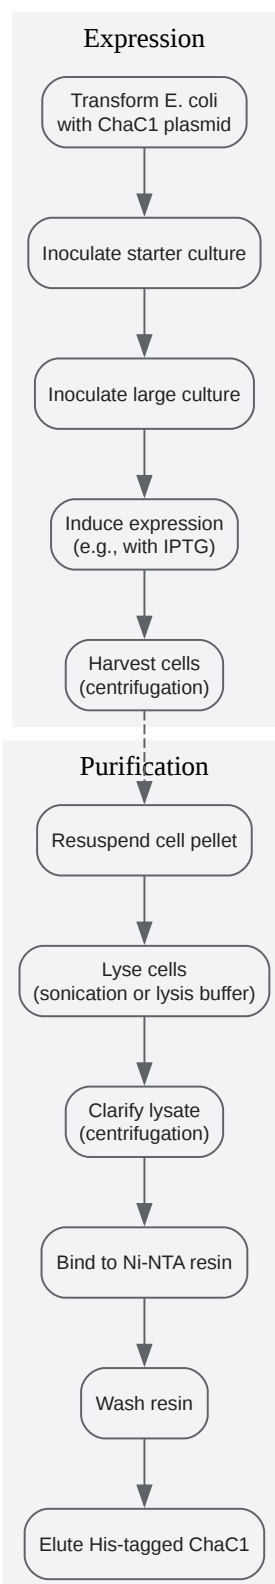 Expression
Transform E. coli
with ChaC1 plasmid
Inoculate starter culture
Inoculate large culture
Induce expression
(e.g., with IPTG)
Harvest cells
(centrifugation)
Purification
Resuspend cell pellet
Lyse cells
(sonication or lysis buffer)
Clarify lysate
(centrifugation)
Bind to Ni-NTA resin
Wash resin
Elute His-tagged ChaC1